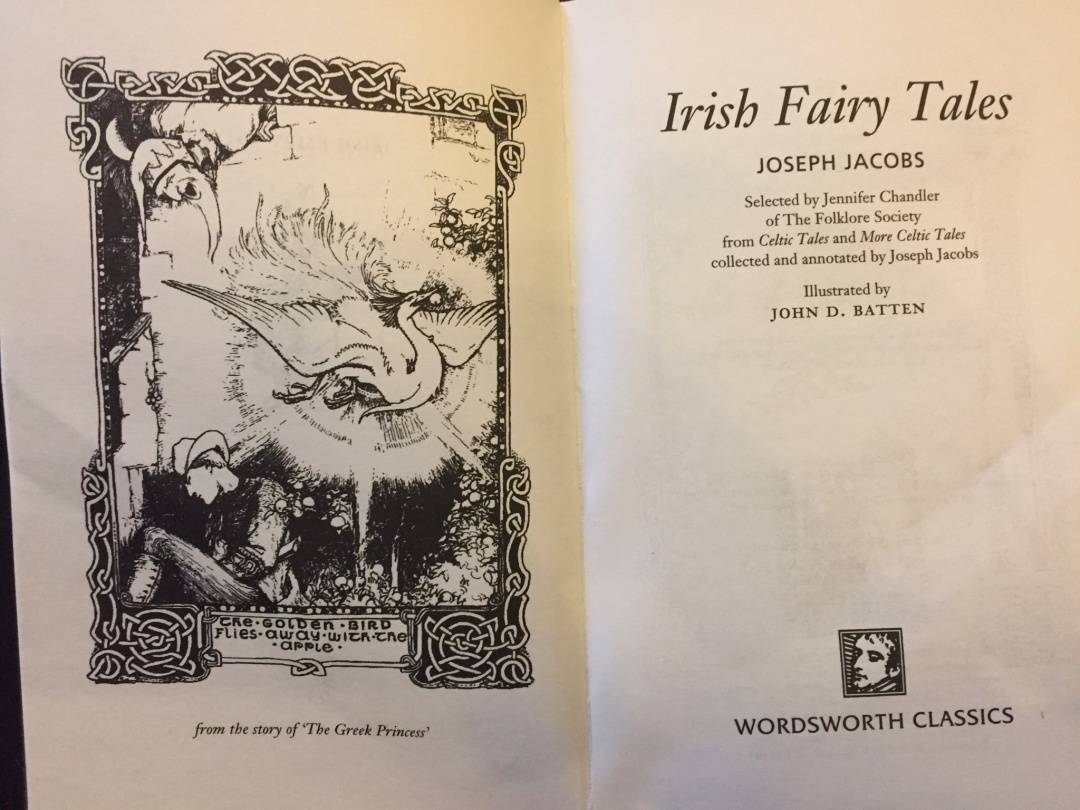 THE · GOLDEN · BIRD
FLIES · AWAY · WITH · THE
· APPLE ·
from the story of 'The Greek Princess'
Irish Fairy Tales
JOSEPH JACOBS
Selected by Jennifer Chandler
of The Folklore Society
from Celtic Tales and More Celtic Tales
collected and annotated by Joseph Jacobs
Illustrated by
JOHN D. BATTEN
WORDSWORTH CLASSICS